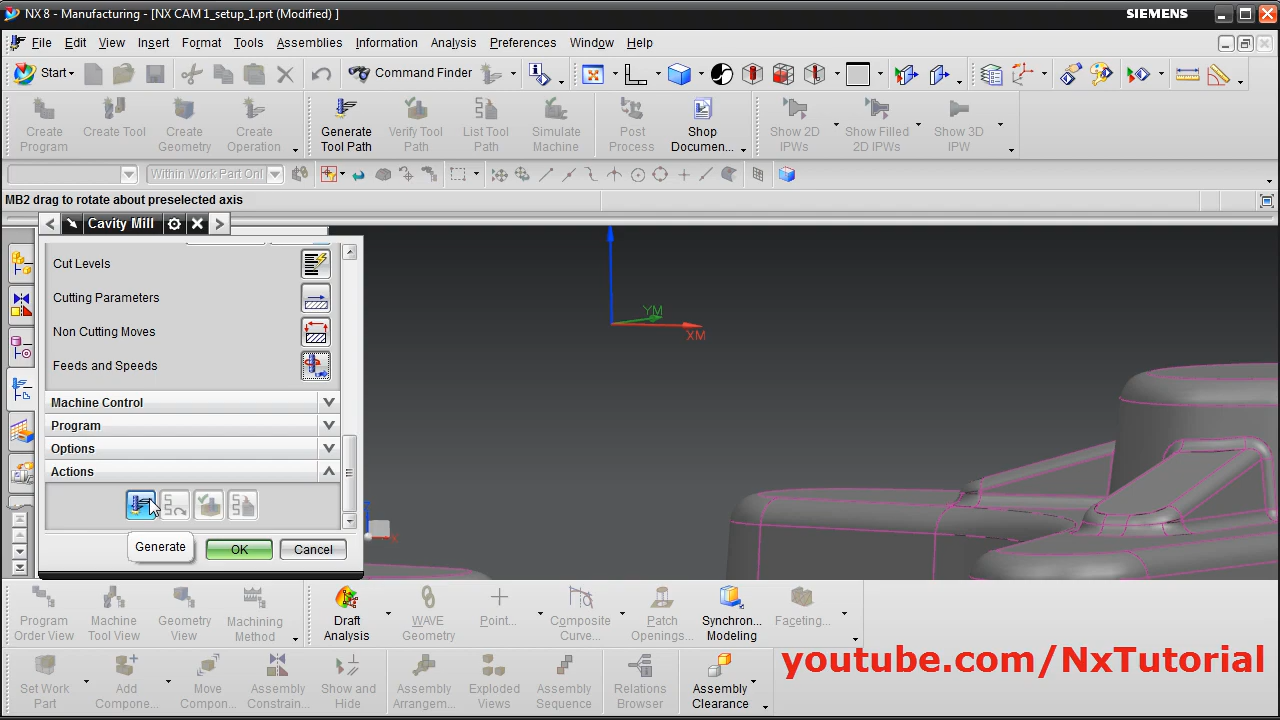 NX 8 - Manufacturing - [NX CAM 1_setup_1.prt (Modified) ]
SIEMENS
File Edit View Insert Format Tools Assemblies Information Analysis Preferences Window Help
Start Command Finder
Create Program
Create Tool
Create Geometry
Create Operation
Generate Tool Path
Verify Tool Path
List Tool Path
Simulate Machine
Post Process
Shop Documen...
Show 2D IPWs
Show Filled 2D IPWs
Show 3D IPW
Within Work Part Onl
MB2 drag to rotate about preselected axis
Cavity Mill
Cut Levels
Cutting Parameters
Non Cutting Moves
Feeds and Speeds
Machine Control
Program
Options
Actions
Generate
OK
Cancel
YM
XM
Program Order View
Machine Tool View
Geometry View
Machining Method
Draft Analysis
WAVE Geometry
Point...
Composite Curve...
Patch Openings...
Synchron... Modeling
Faceting...
Set Work Part
Add Compone...
Move Component
Assembly Constrain...
Show and Hide
Assembly Arrangem...
Exploded Views
Assembly Sequence
Relations Browser
Assembly Clearance
youtube.com/NxTutorial